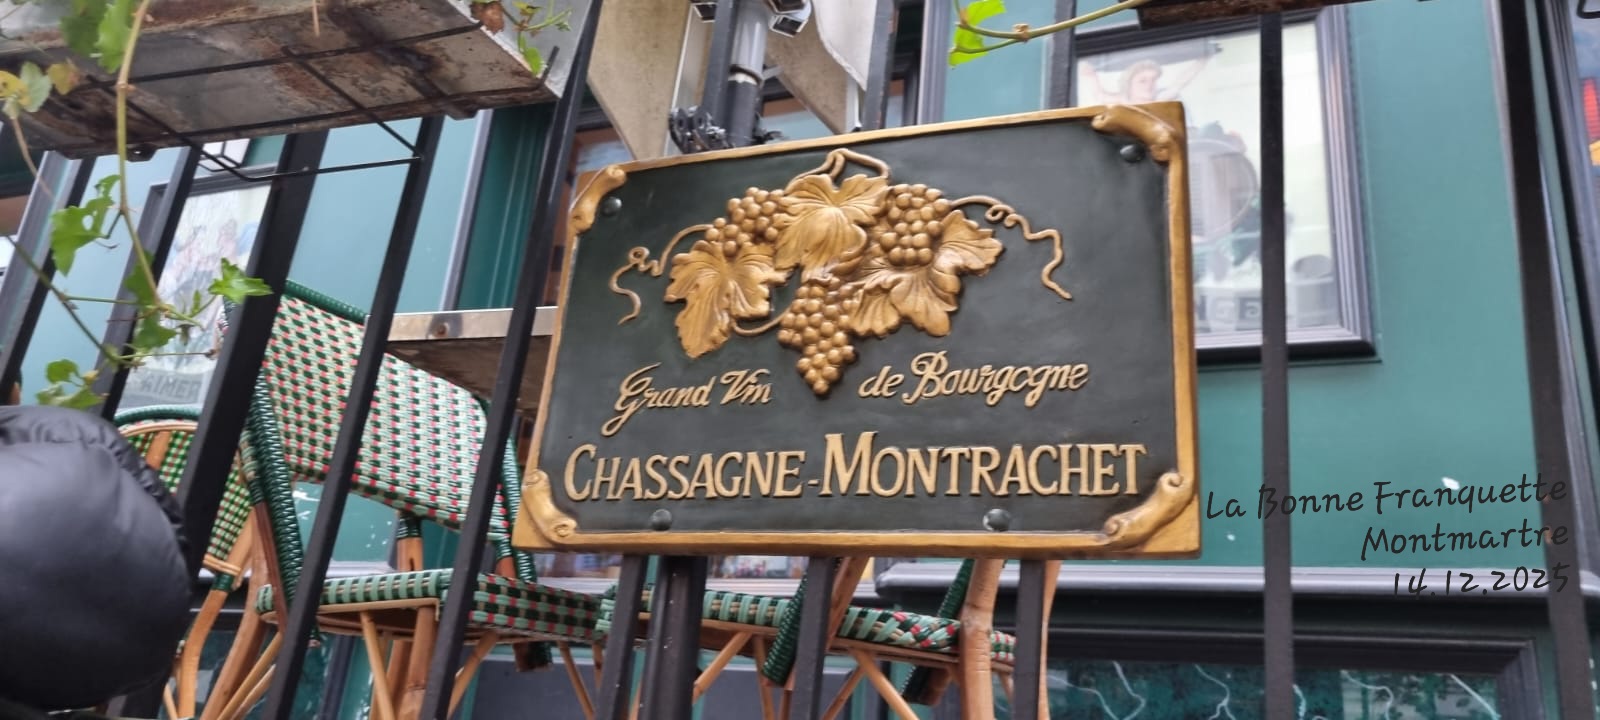 Grand Vin de Bourgogne
CHASSAGNE-MONTRACHET
La Bonne Franquette
Montmartre
14.12.2025